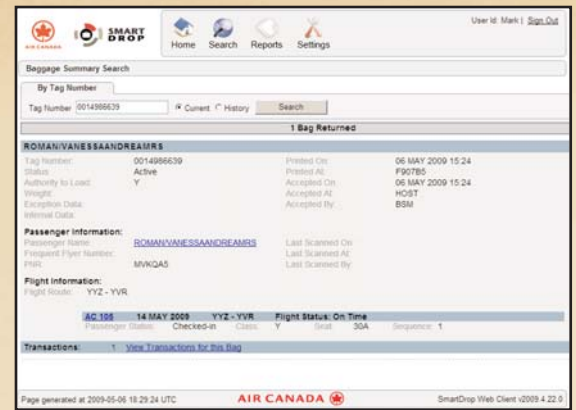 AIR CANADA
SMART DROP
Home Search Reports Settings
User Id: Mark | Sign Out
Baggage Summary Search
By Tag Number
Tag Number 0014986639 Current History Search
1 Bag Returned
ROMAN/VANESSAANDREAMRS
Tag Number: 0014986639 Printed On: 06 MAY 2009 15:24
Status Active Printed At: F907B5
Authority to Load: Y Accepted On: 06 MAY 2009 15:24
Weight: Accepted At: HOST
Exception Data: Accepted By: BSM
Internal Data:
Passenger Information:
Passenger Name: ROMAN/VANESSAANDREAMRS Last Scanned On:
Frequent Flyer Number: Last Scanned At:
PNR: MVKQA5 Last Scanned By:
Flight Information:
Flight Route: YYZ - YVR
AC 105 14 MAY 2009 YYZ - YVR Flight Status: On Time
Passenger Status: Checked-in Class: Y Seat: 30A Sequence: 1
Transactions: 1 View Transactions for this Bag
Page generated at 2009-05-06 18:29:24 UTC AIR CANADA SmartDrop Web Client v2009.4.22.0